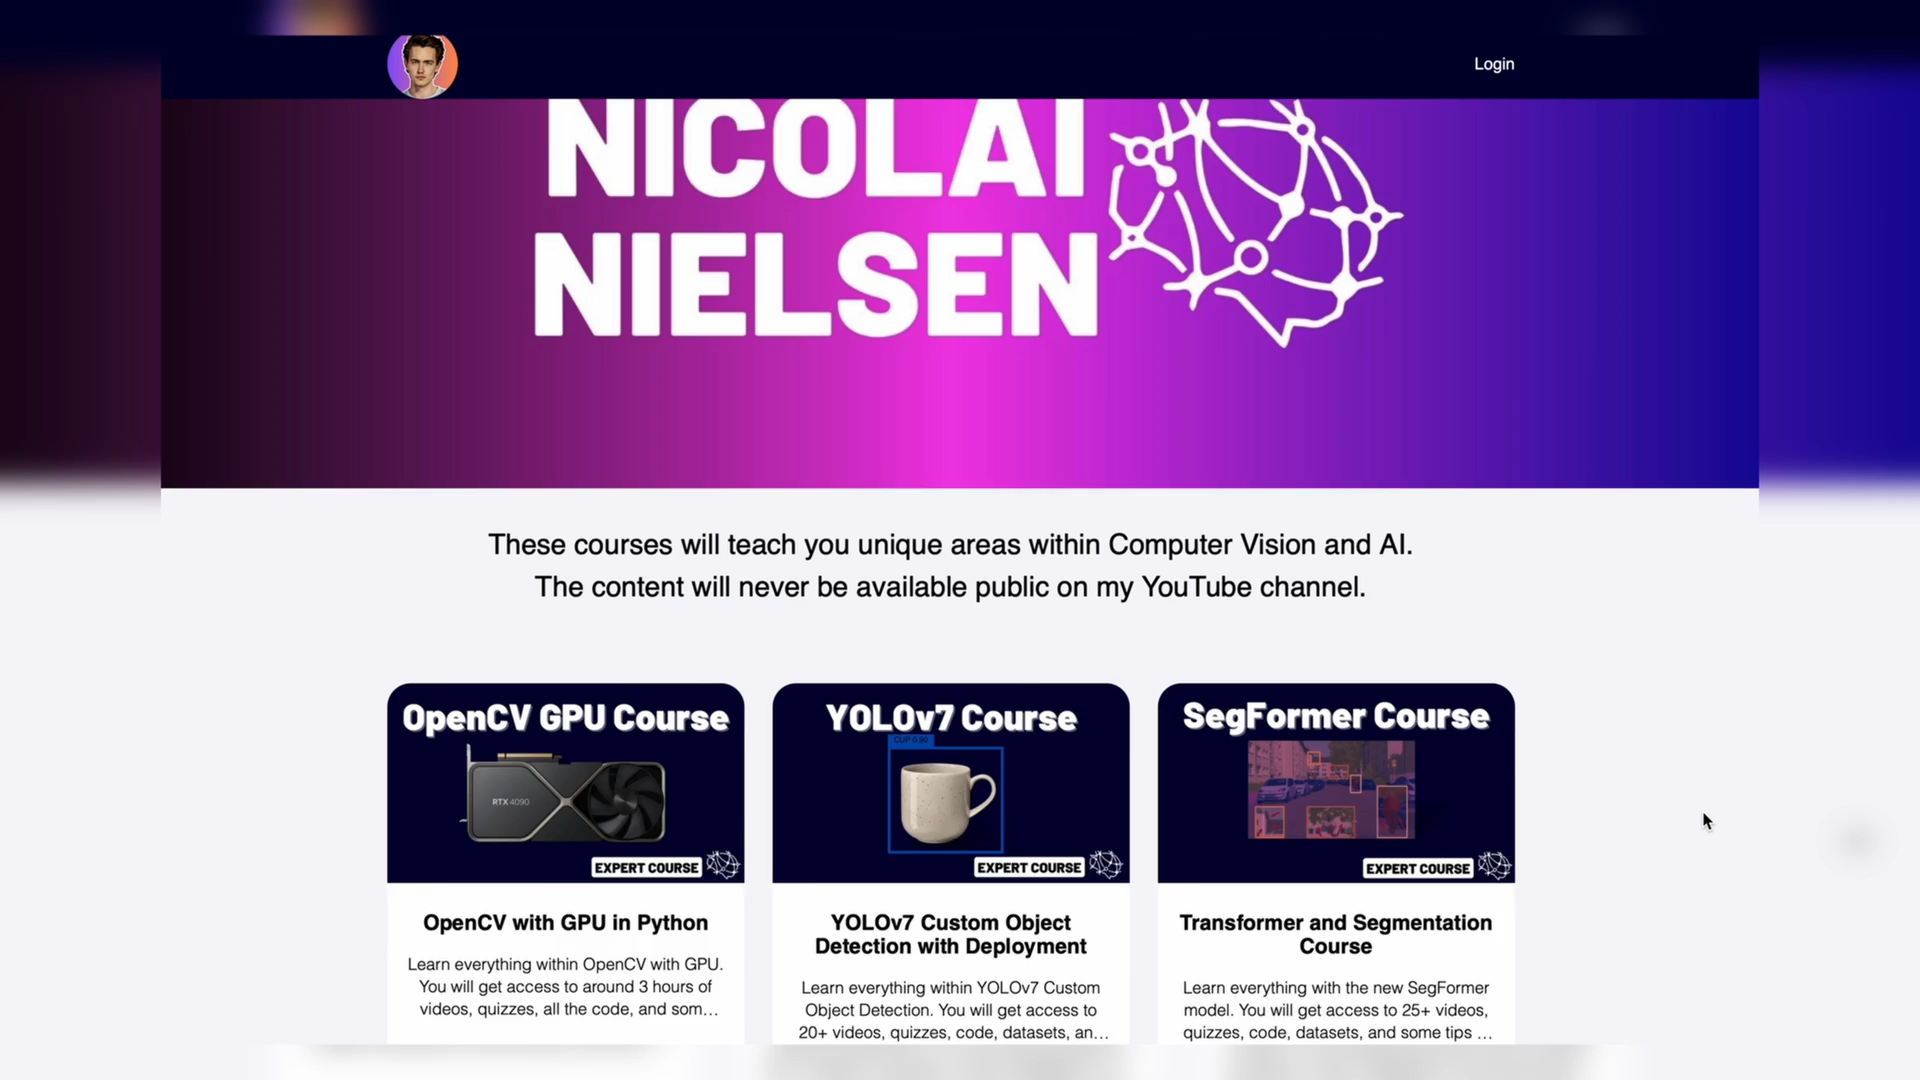 Login
NICOLAI
NIELSEN
These courses will teach you unique areas within Computer Vision and AI.
The content will never be available public on my YouTube channel.
OpenCV GPU Course
RTX 4090
EXPERT COURSE
OpenCV with GPU in Python
Learn everything within OpenCV with GPU.
You will get access to around 3 hours of
videos, quizzes, all the code, and som...
YOLOv7 Course
CUP 0.90
EXPERT COURSE
YOLOv7 Custom Object
Detection with Deployment
Learn everything within YOLOv7 Custom
Object Detection. You will get access to
20+ videos, quizzes, code, datasets, an...
SegFormer Course
EXPERT COURSE
Transformer and Segmentation
Course
Learn everything with the new SegFormer
model. You will get access to 25+ videos,
quizzes, code, datasets, and some tips ...